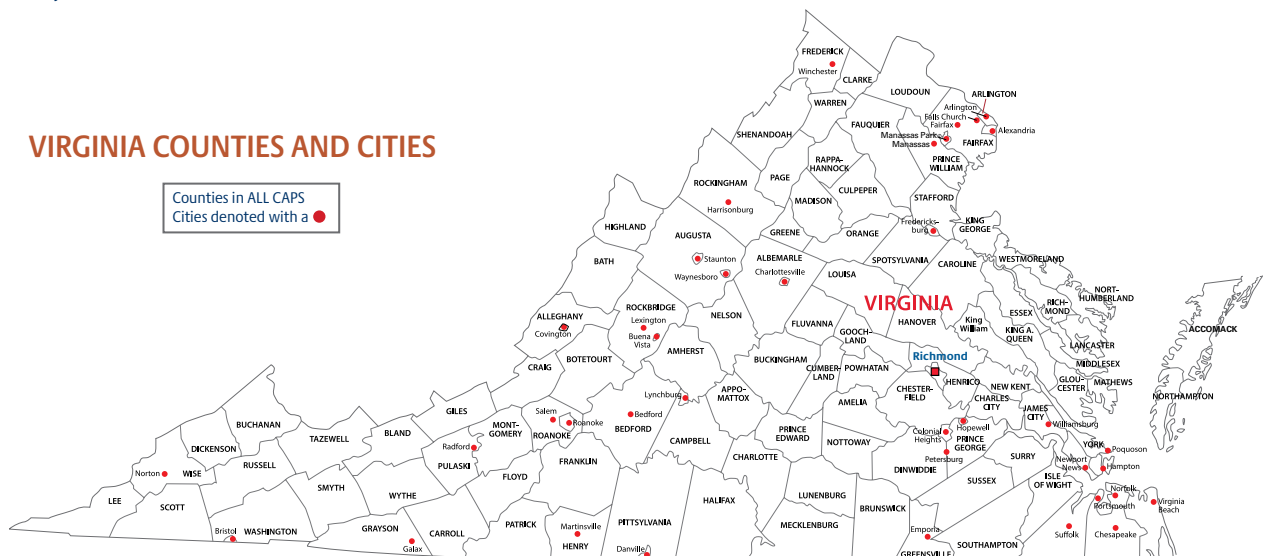 VIRGINIA COUNTIES AND CITIES
Counties in ALL CAPS
Cities denoted with a
FREDERICK
Winchester
CLARKE
LOUDOUN
ARLINGTON
WARREN
Arlington
Falls Church
Fairfax
FAUQUIER
Alexandria
SHENANDOAH
Manassas Park
Manassas
FAIRFAX
RAPPA-
HANNOCK
PRINCE
WILLIAM
PAGE
ROCKINGHAM
CULPEPER
STAFFORD
Harrisonburg
MADISON
Fredericks-
burg
KING
GEORGE
HIGHLAND
AUGUSTA
GREENE
ORANGE
BATH
Staunton
ALBEMARLE
SPOTSYLVANIA
CAROLINE
WESTMORELAND
Waynesboro
Charlottesville
LOUISA
NORT-
HUMBERLAND
VIRGINIA
RICH-
MOND
ROCKBRIDGE
ALLEGHANY
Lexington
NELSON
FLUVANNA
HANOVER
King
William
ESSEX
ACCOMACK
Covington
Buena
Vista
GOOCH-
LAND
KING A.
QUEEN
LANCASTER
AMHERST
BOTETOURT
BUCKINGHAM
Richmond
MIDDLESEX
CRAIG
CUMBER-
LAND
POWHATAN
HENRICO
NEW KENT
GLOU-
CESTER
MATHEWS
APPO-
MATTOX
CHESTER-
FIELD
CHARLES
CITY
NORTHAMPTON
Lynchburg
AMELIA
JAMES
CITY
GILES
Salem
Bedford
Williamsburg
BUCHANAN
BLAND
MONT-
GOMERY
ROANOKE
Roanoke
BEDFORD
PRINCE
EDWARD
Colonial
Heights
Hopewell
TAZEWELL
CAMPBELL
NOTTOWAY
PRINCE
GEORGE
YORK
Poquoson
DICKENSON
Radford
CHARLOTTE
Petersburg
SURRY
RUSSELL
PULASKI
FRANKLIN
DINWIDDIE
Newport
News
Hampton
Norton
WISE
FLOYD
SUSSEX
ISLE
OF WIGHT
SMYTH
WYTHE
LUNENBURG
Norfolk
LEE
SCOTT
HALIFAX
Portsmouth
Virginia
Beach
BRUNSWICK
PITTSYLVANIA
MECKLENBURG
Bristol
WASHINGTON
GRAYSON
CARROLL
PATRICK
Martinsville
HENRY
Emporia
Suffolk
Chesapeake
Galax
Danville
SOUTHAMPTON
GREENSVILLE